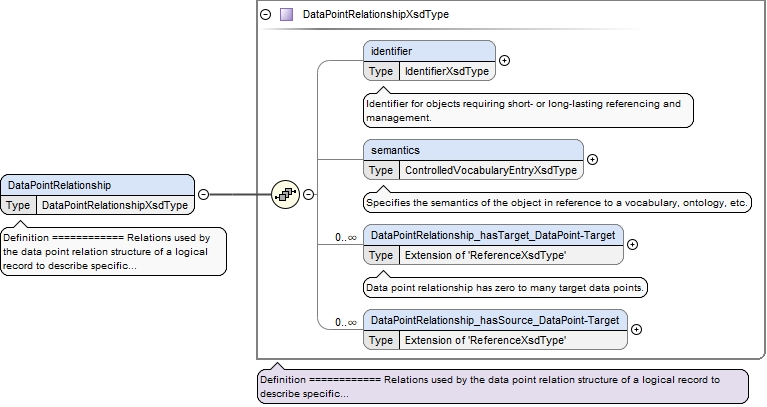 DataPointRelationshipXsdType
identifier
Type IdentifierXsdType
Identifier for objects requiring short- or long-lasting referencing and
management.
semantics
Type ControlledVocabularyEntryXsdType
Specifies the semantics of the object in reference to a vocabulary, ontology, etc.
DataPointRelationship
Type DataPointRelationshipXsdType
Definition ============ Relations used by
the data point relation structure of a logical
record to describe specific...
0..∞ DataPointRelationship_hasTarget_DataPoint-Target
Type Extension of 'ReferenceXsdType'
Data point relationship has zero to many target data points.
0..∞ DataPointRelationship_hasSource_DataPoint-Target
Type Extension of 'ReferenceXsdType'
Definition ============ Relations used by the data point relation structure of a logical record to
describe specific...